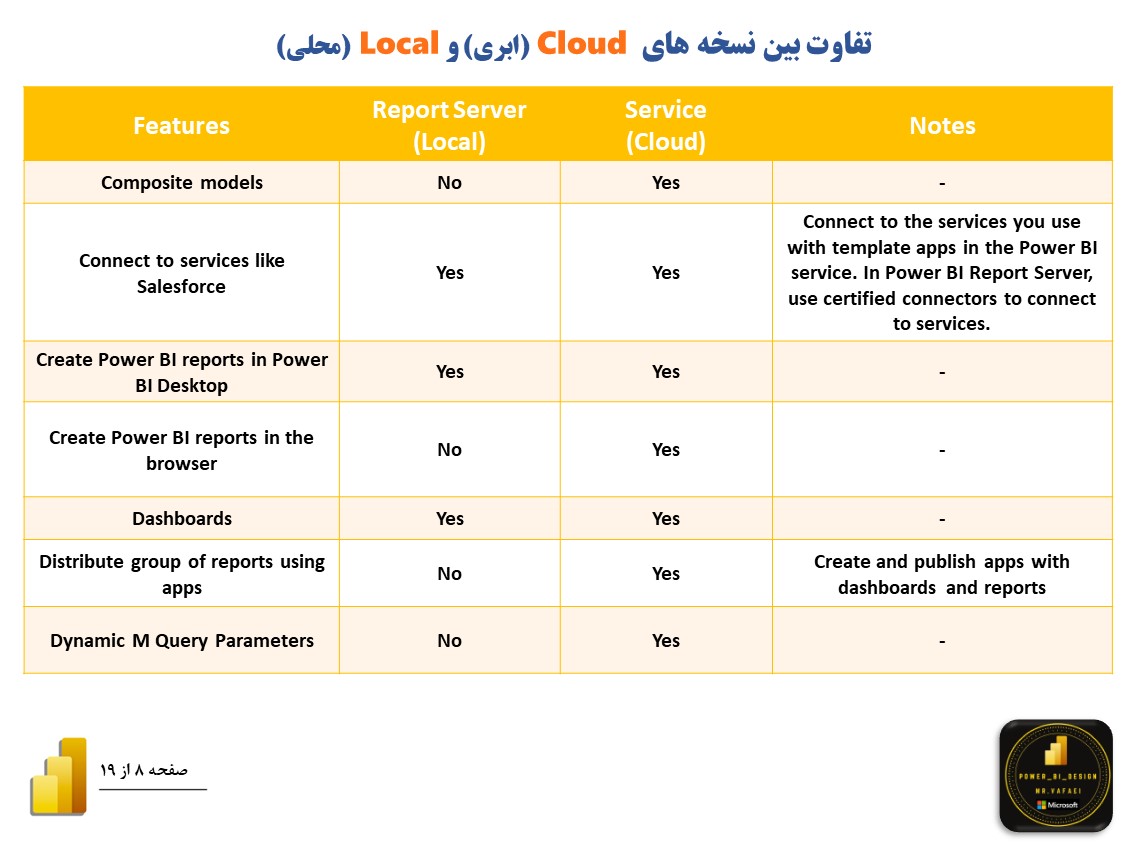 تفاوت بین نسخه های Cloud (ابری) و Local (محلی)
Features
Report Server
(Local)
Service
(Cloud)
Notes
Composite models
No
Yes
-
Connect to services like
Salesforce
Yes
Yes
Connect to the services you use
with template apps in the Power BI
service. In Power BI Report Server,
use certified connectors to connect
to services.
Create Power BI reports in Power
BI Desktop
Yes
Yes
-
Create Power BI reports in the
browser
No
Yes
-
Dashboards
Yes
Yes
-
Distribute group of reports using
apps
No
Yes
Create and publish apps with
dashboards and reports
Dynamic M Query Parameters
No
Yes
-
صفحه ۸ از ۱۹
POWER_BI_DESIGN
MR.VAFAEI
Microsoft